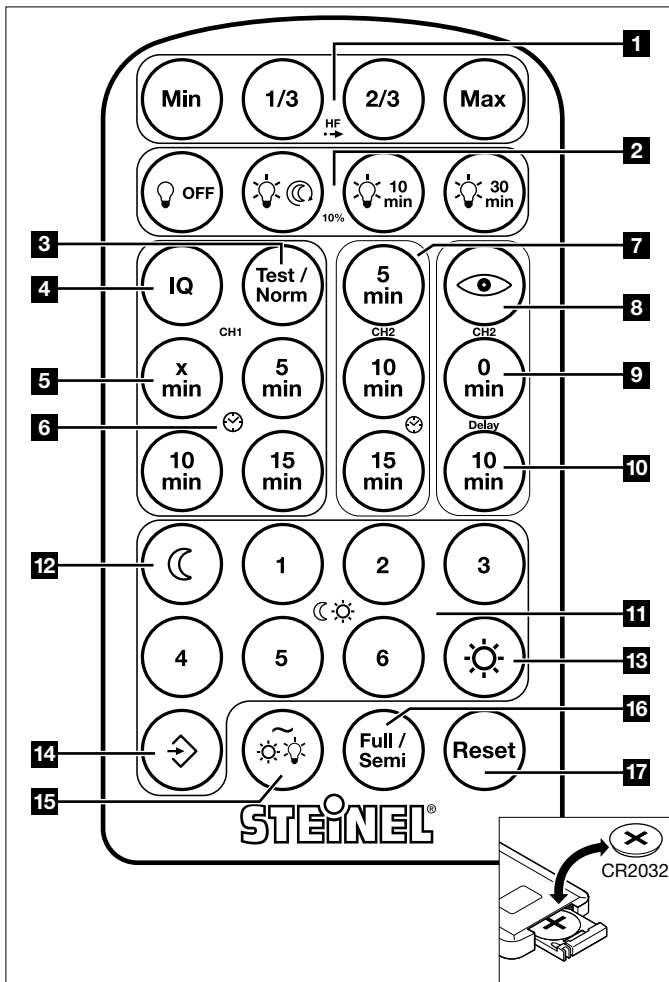 1
Min 1/3 2/3 Max
HF
2
OFF
10 min
30 min
10%
3
Test / Norm
4
IQ
7
5 min
8
CH1
CH2
CH2
5
x min
5 min
10 min
0 min
9
6
Delay
10 min
15 min
15 min
10 min
10
12
1
2
3
11
4
5
6
13
14
15
Full / Semi
16
Reset
17
STEINEL®
CR2032